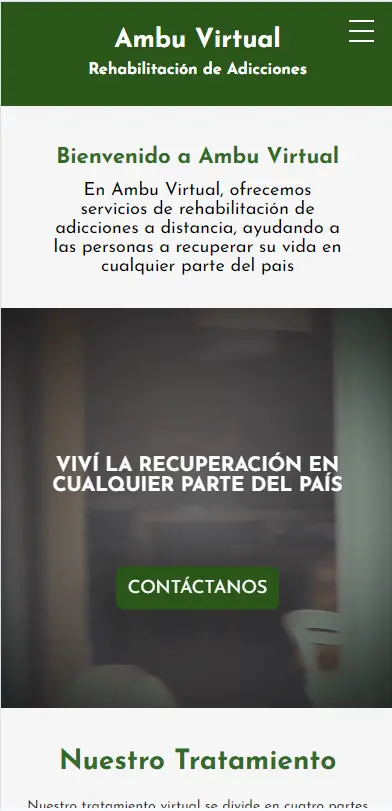 Ambu Virtual
Rehabilitación de Adicciones
Bienvenido a Ambu Virtual
En Ambu Virtual, ofrecemos
servicios de rehabilitación de
adicciones a distancia, ayudando a
las personas a recuperar su vida en
cualquier parte del pais
VIVÍ LA RECUPERACIÓN EN
CUALQUIER PARTE DEL PAÍS
CONTÁCTANOS
Nuestro Tratamiento
Nuestro tratamiento virtual se divide en cuatro partes